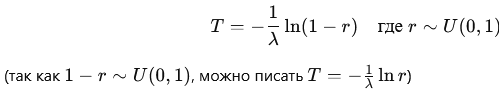 T = −1/λ ln(1 − r) где r ∼ U(0, 1)
(так как 1 − r ∼ U(0, 1), можно писать T = −1/λ ln r)